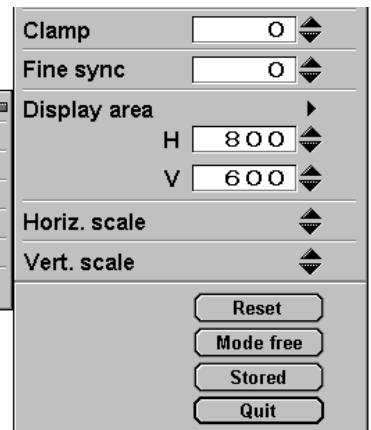 Clamp 0
Fine sync 0
Display area
H 800
V 600
Horiz. scale
Vert. scale
Reset
Mode free
Stored
Quit